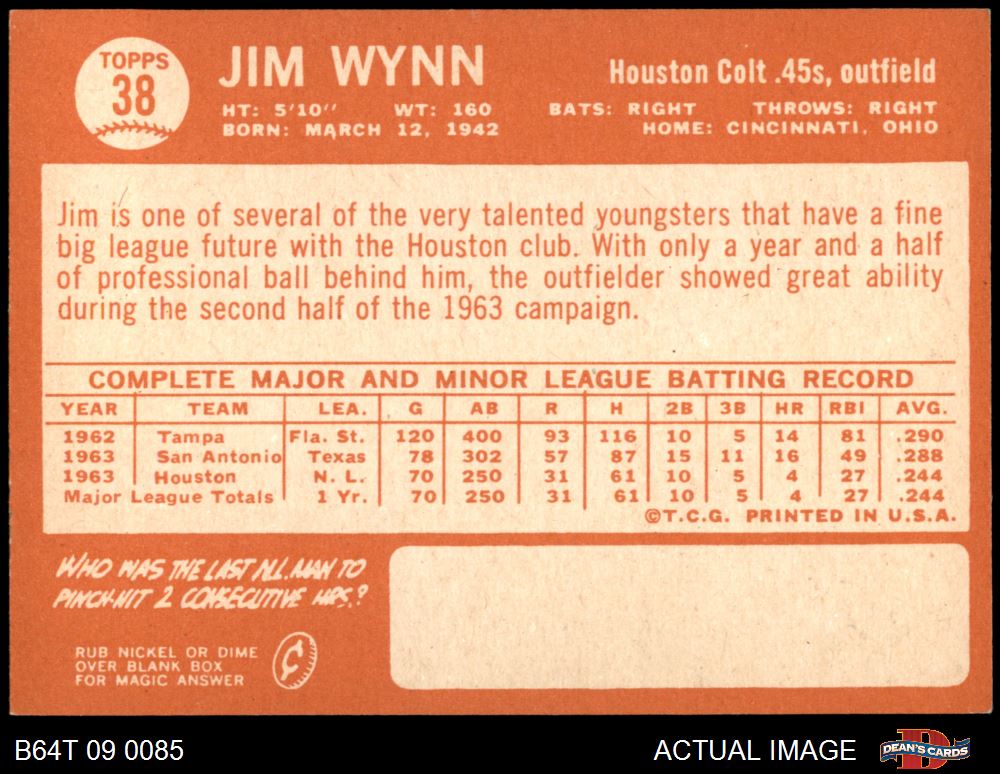 TOPPS
38
JIM WYNN
Houston Colt .45s, outfield
HT: 5'10" WT: 160 BATS: RIGHT THROWS: RIGHT
BORN: MARCH 12, 1942 HOME: CINCINNATI, OHIO
Jim is one of several of the very talented youngsters that have a fine
big league future with the Houston club. With only a year and a half
of professional ball behind him, the outfielder showed great ability
during the second half of the 1963 campaign.
COMPLETE MAJOR AND MINOR LEAGUE BATTING RECORD
YEAR TEAM LEA. G AB R H 2B 3B HR RBI AVG.
1962 Tampa Fla. St. 120 400 93 116 10 5 14 81 .290
1963 San Antonio Texas 78 302 57 87 15 11 16 49 .288
1963 Houston N. L. 70 250 31 61 10 5 4 27 .244
Major League Totals 1 Yr. 70 250 31 61 10 5 4 27 .244
©T.C.G. PRINTED IN U.S.A.
WHO WAS THE LAST N.L. MAN TO
PINCH-HIT 2 CONSECUTIVE HRS.?
RUB NICKEL OR DIME
OVER BLANK BOX
FOR MAGIC ANSWER
¢
B64T 09 0085
ACTUAL IMAGE
DEAN'S CARDS